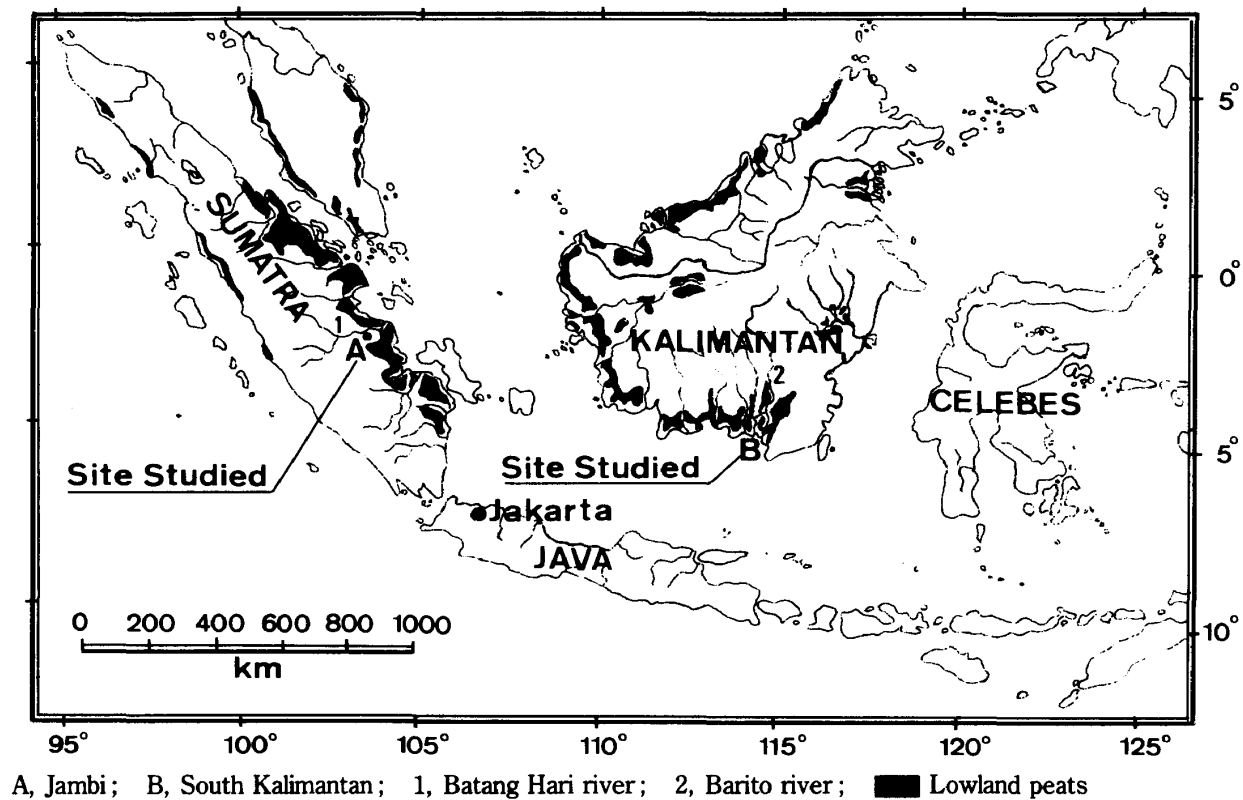 5°
SUMATRA
0°
1
KALIMANTAN
A
2
CELEBES
B
5°
Site Studied
Site Studied
Jakarta
JAVA
0 200 400 600 800 1000
km
10°
95° 100° 105° 110° 115° 120° 125°
A, Jambi; B, South Kalimantan; 1, Batang Hari river; 2, Barito river; Lowland peats